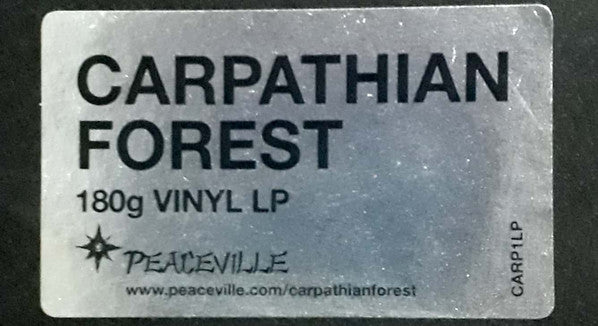 CARPATHIAN
FOREST
180g VINYL LP
PEACEVILLE
www.peaceville.com/carpathianforest
CARP1LP